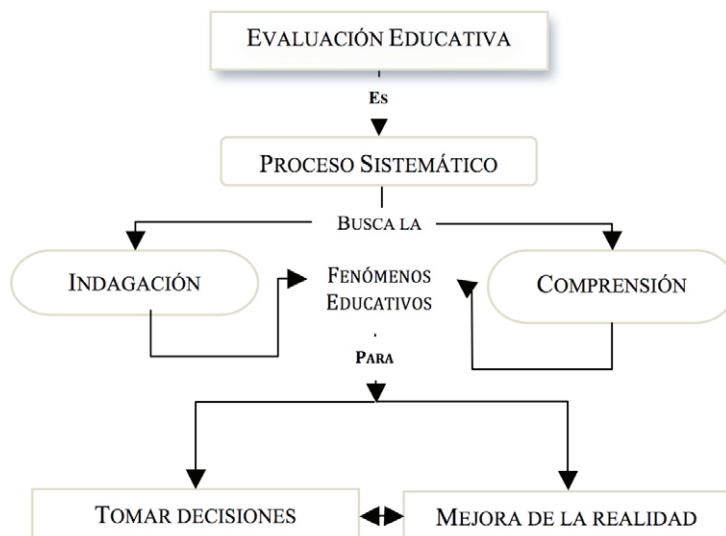 EVALUACIÓN EDUCATIVA
ES
PROCESO SISTEMÁTICO
BUSCA LA
INDAGACIÓN
FENÓMENOS
EDUCATIVOS
COMPRENSIÓN
PARA
TOMAR DECISIONES
MEJORA DE LA REALIDAD